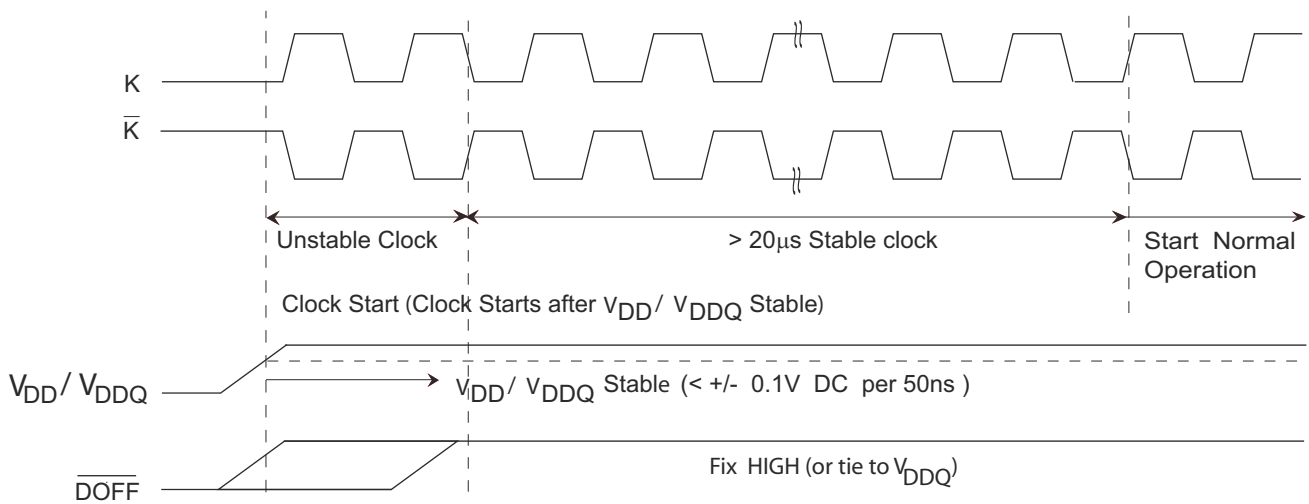 K
K
Unstable Clock
> 20μs Stable clock
Start Normal
Operation
Clock Start (Clock Starts after VDD / VDDQ Stable)
VDD / VDDQ
VDD / VDDQ Stable (< +/- 0.1V DC per 50ns )
DOFF
Fix HIGH (or tie to VDDQ)